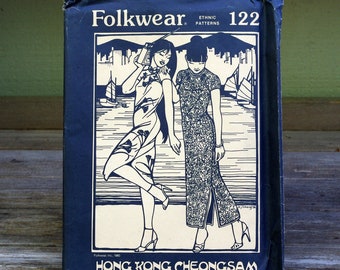 Folkwear ETHNIC PATTERNS 122
HONG KONG CHEONGSAM